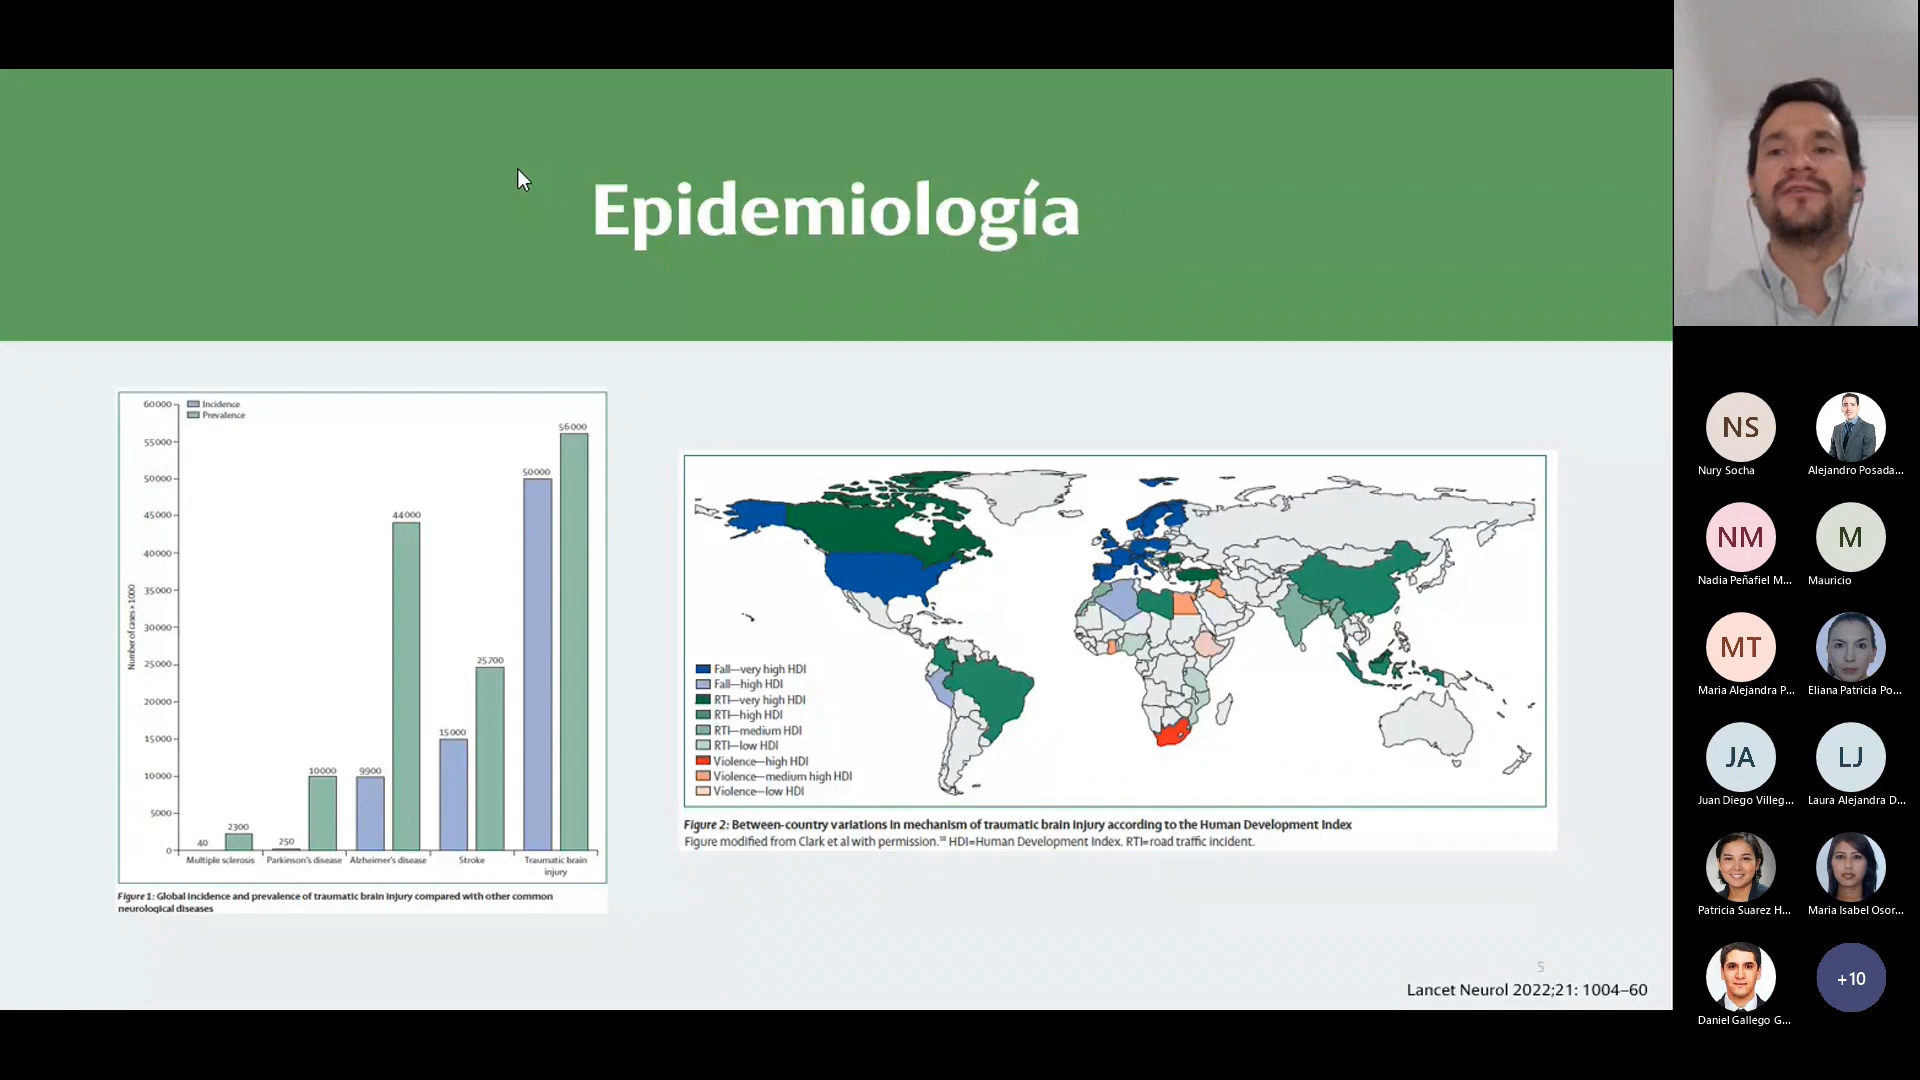 Epidemiología
Incidence
Prevalence
60000
55000
50000
45000
40000
35000
30000
25000
20000
15000
10000
5000
0
Number of cases × 1000
40
2300
250
10000
9900
44000
15000
25700
50000
56000
Multiple sclerosis
Parkinson's disease
Alzheimer's disease
Stroke
Traumatic brain
injury
Figure 1: Global incidence and prevalence of traumatic brain injury compared with other common
neurological diseases
Fall—very high HDI
Fall—high HDI
RTI—very high HDI
RTI—high HDI
RTI—medium HDI
RTI—low HDI
Violence—high HDI
Violence—medium high HDI
Violence—low HDI
Figure 2: Between-country variations in mechanism of traumatic brain injury according to the Human Development Index
Figure modified from Clark et al with permission. HDI=Human Development Index. RTI=road traffic incident.
5
Lancet Neurol 2022;21: 1004–60
NS
Nury Socha
Alejandro Posada...
NM
Nadia Peñafiel M...
M
Mauricio
MT
Maria Alejandra P...
Eliana Patricia Po...
JA
Juan Diego Villeg...
LJ
Laura Alejandra D...
Patricia Suarez H...
Maria Isabel Osor...
Daniel Gallego G...
+10